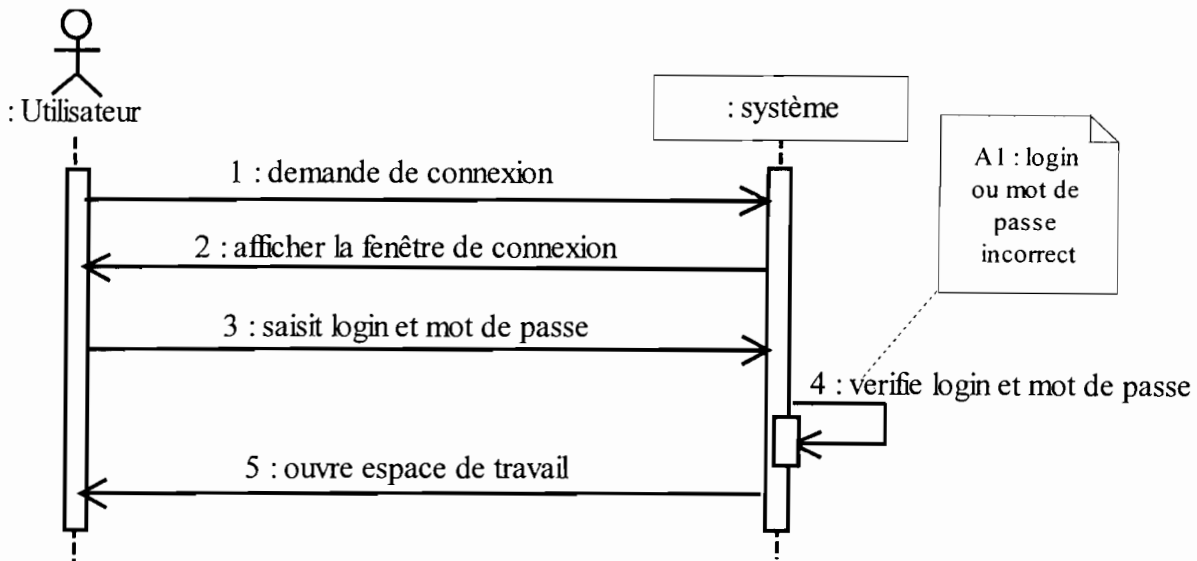 : Utilisateur
: système
A1 : login
ou mot de
passe
incorrect
1 : demande de connexion
2 : afficher la fenêtre de connexion
3 : saisit login et mot de passe
4 : verifie login et mot de passe
5 : ouvre espace de travail